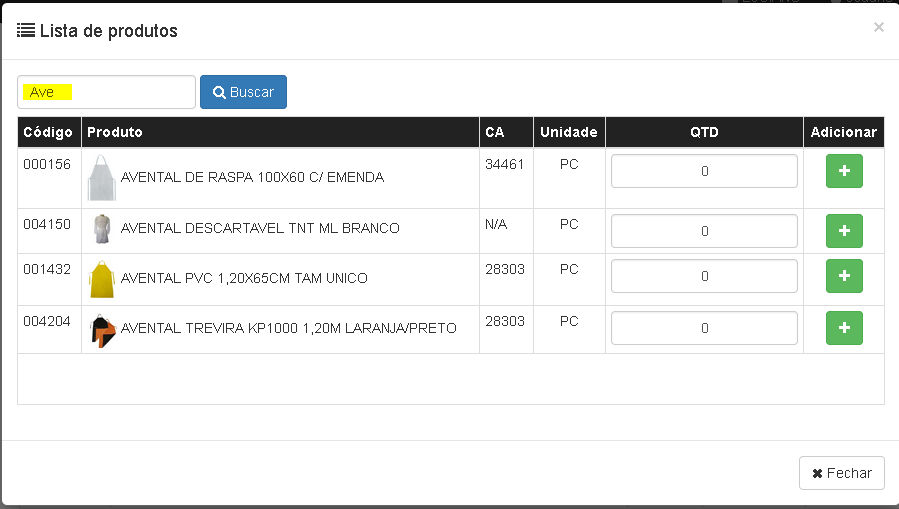 Lista de produtos
×
Ave Buscar
Código Produto CA Unidade QTD Adicionar
000156 AVENTAL DE RASPA 100X60 C/ EMENDA 34461 PC 0 +
004150 AVENTAL DESCARTAVEL TNT ML BRANCO N/A PC 0 +
001432 AVENTAL PVC 1,20X65CM TAM UNICO 28303 PC 0 +
004204 AVENTAL TREVIRA KP1000 1,20M LARANJA/PRETO 28303 PC 0 +
Fechar